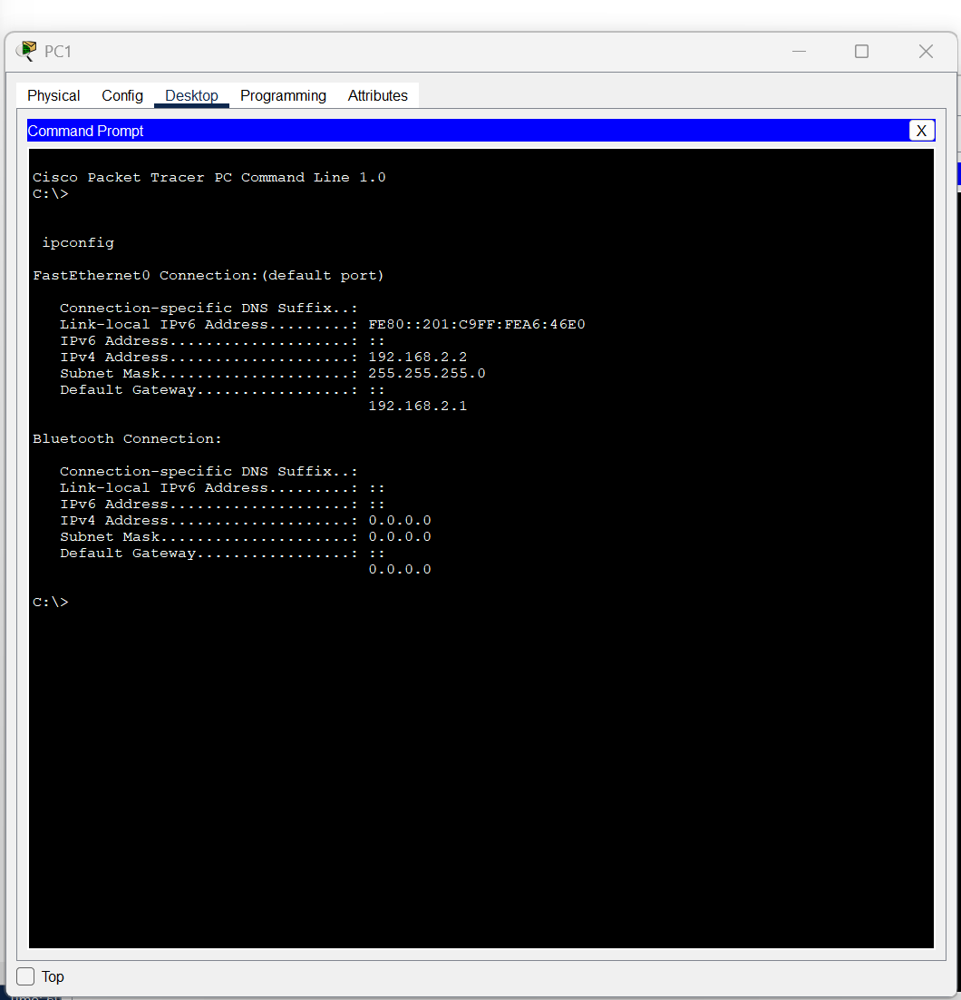 PC1
Physical Config Desktop Programming Attributes
Command Prompt X
Cisco Packet Tracer PC Command Line 1.0
C:\>
ipconfig
FastEthernet0 Connection:(default port)
Connection-specific DNS Suffix..:
Link-local IPv6 Address.........: FE80::201:C9FF:FEA6:46E0
IPv6 Address....................: ::
IPv4 Address....................: 192.168.2.2
Subnet Mask.....................: 255.255.255.0
Default Gateway.................: ::
192.168.2.1
Bluetooth Connection:
Connection-specific DNS Suffix..:
Link-local IPv6 Address.........: ::
IPv6 Address....................: ::
IPv4 Address....................: 0.0.0.0
Subnet Mask.....................: 0.0.0.0
Default Gateway.................: ::
0.0.0.0
C:\>
Top